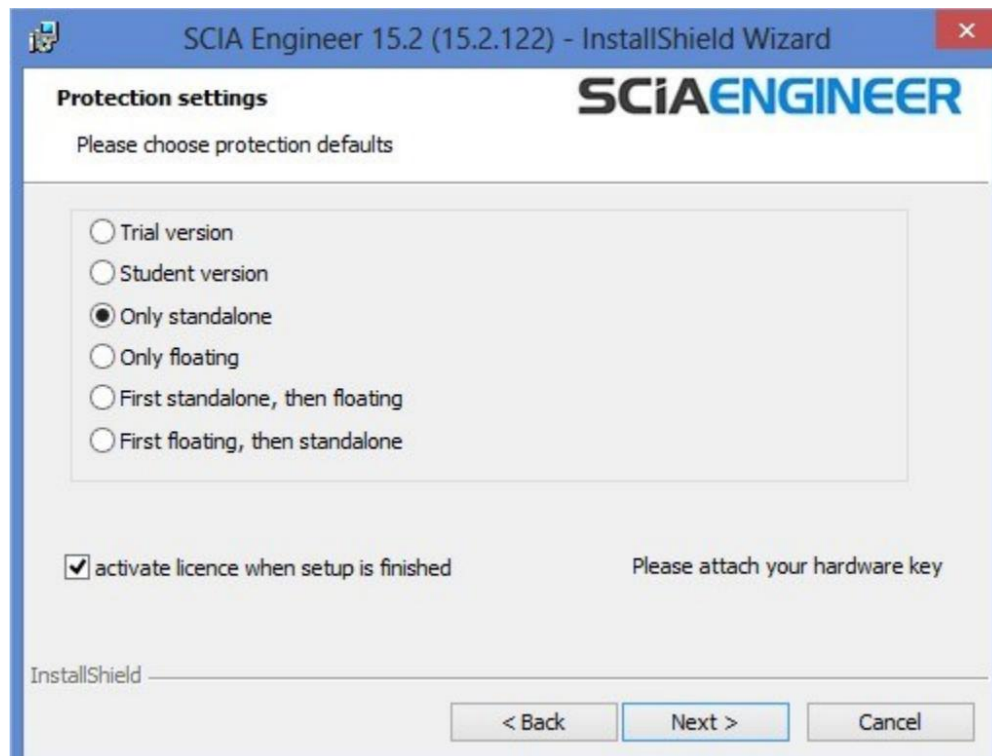 SCIA Engineer 15.2 (15.2.122) - InstallShield Wizard
Protection settings
SCiAENGINEER
Please choose protection defaults
Trial version
Student version
Only standalone
Only floating
First standalone, then floating
First floating, then standalone
activate licence when setup is finished
Please attach your hardware key
InstallShield
< Back
Next >
Cancel